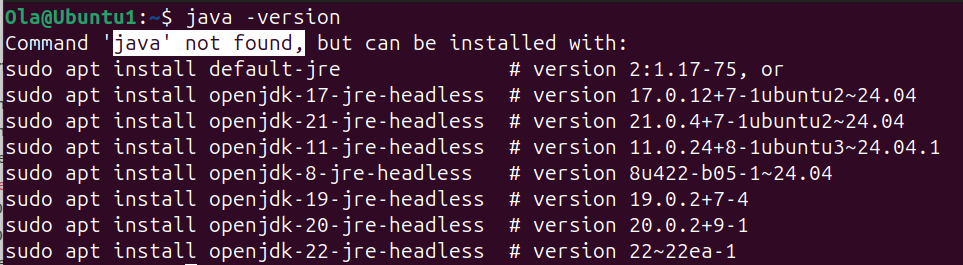 Ola@Ubuntu1:~$ java -version
Command 'java' not found, but can be installed with:
sudo apt install default-jre              # version 2:1.17-75, or
sudo apt install openjdk-17-jre-headless  # version 17.0.12+7-1ubuntu2~24.04
sudo apt install openjdk-21-jre-headless  # version 21.0.4+7-1ubuntu2~24.04
sudo apt install openjdk-11-jre-headless  # version 11.0.24+8-1ubuntu3~24.04.1
sudo apt install openjdk-8-jre-headless   # version 8u422-b05-1~24.04
sudo apt install openjdk-19-jre-headless  # version 19.0.2+7-4
sudo apt install openjdk-20-jre-headless  # version 20.0.2+9-1
sudo apt install openjdk-22-jre-headless  # version 22~22ea-1